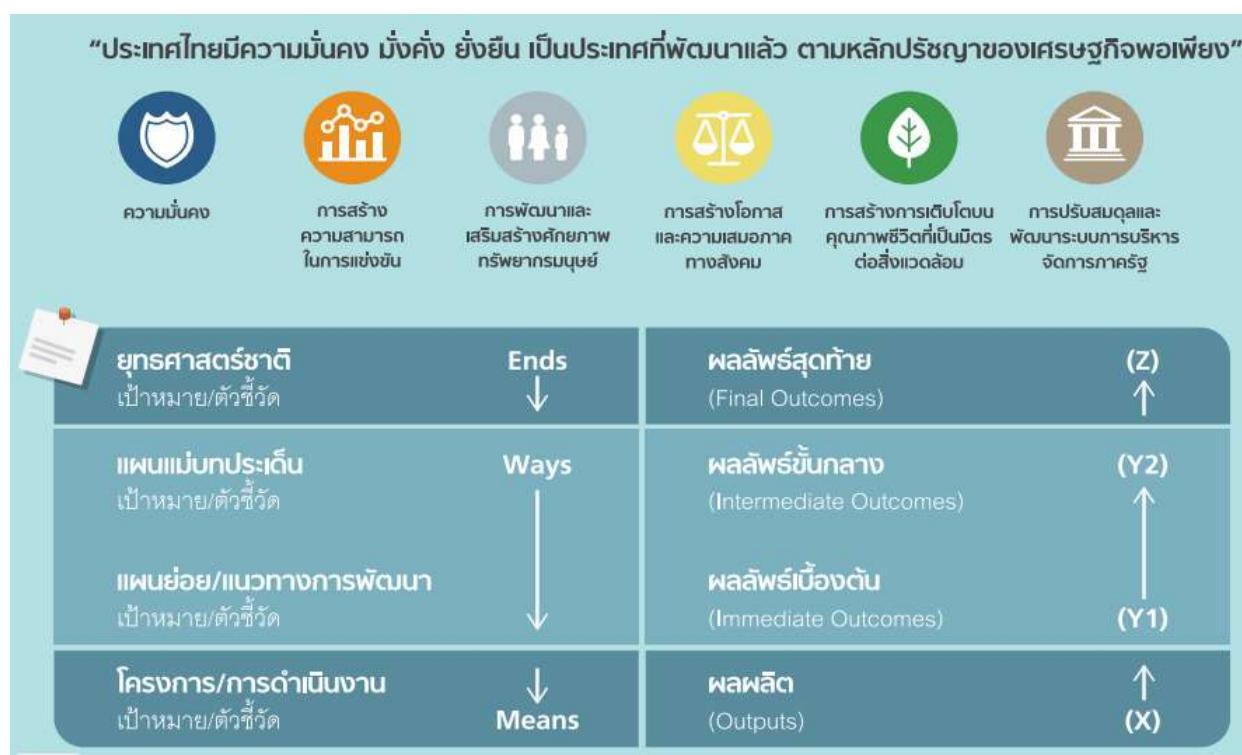 “ประเทศไทยมีความมั่นคง มั่งคั่ง ยั่งยืน เป็นประเทศที่พัฒนาแล้ว ตามหลักปรัชญาของเศรษฐกิจพอเพียง”
ความมั่นคง
การสร้าง
ความสามารถ
ในการแข่งขัน
การพัฒนาและ
เสริมสร้างศักยภาพ
ทรัพยากรมนุษย์
การสร้างโอกาส
และความเสมอภาค
ทางสังคม
การสร้างการเติบโตบน
คุณภาพชีวิตที่เป็นมิตร
ต่อสิ่งแวดล้อม
การปรับสมดุลและ
พัฒนาระบบการบริหาร
จัดการภาครัฐ
ยุทธศาสตร์ชาติ Ends
เป้าหมาย/ตัวชี้วัด
ผลลัพธ์สุดท้าย (Z)
(Final Outcomes)
แผนแม่บทประเด็น Ways
เป้าหมาย/ตัวชี้วัด
ผลลัพธ์ขั้นกลาง (Y2)
(Intermediate Outcomes)
แผนย่อย/แนวทางการพัฒนา
เป้าหมาย/ตัวชี้วัด
ผลลัพธ์เบื้องต้น
(Immediate Outcomes) (Y1)
โครงการ/การดำเนินงาน
เป้าหมาย/ตัวชี้วัด Means
ผลผลิต
(Outputs) (X)